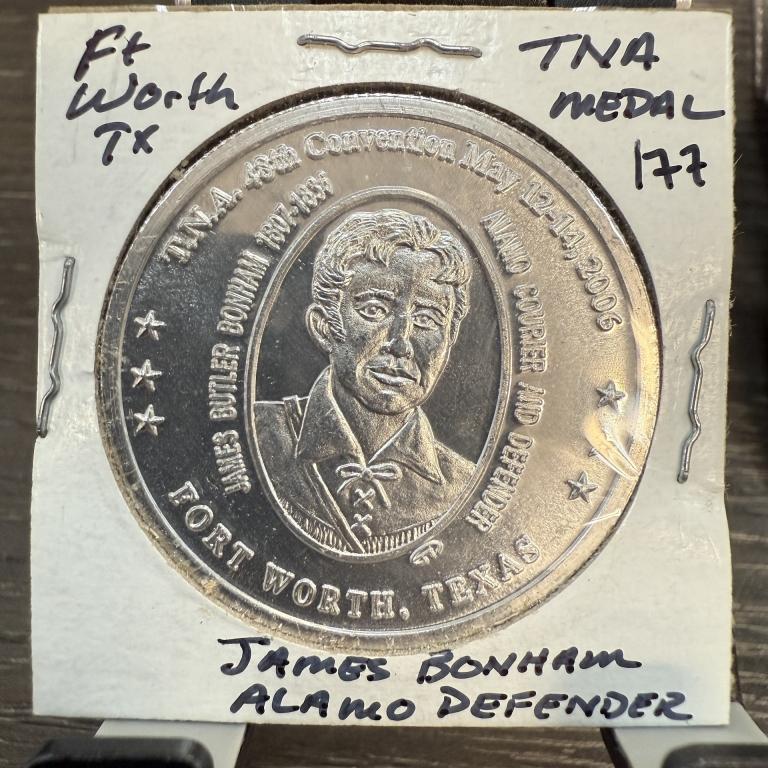 Ft
Worth
Tx
TNA
MEDAL
177
T.N.A. 48th Convention May 12-14, 2006
JAMES BUTLER BONHAM 1807-1836
ALAMO COURIER AND DEFENDER
FORT WORTH, TEXAS
JAMES BONHAM
ALAMO DEFENDER